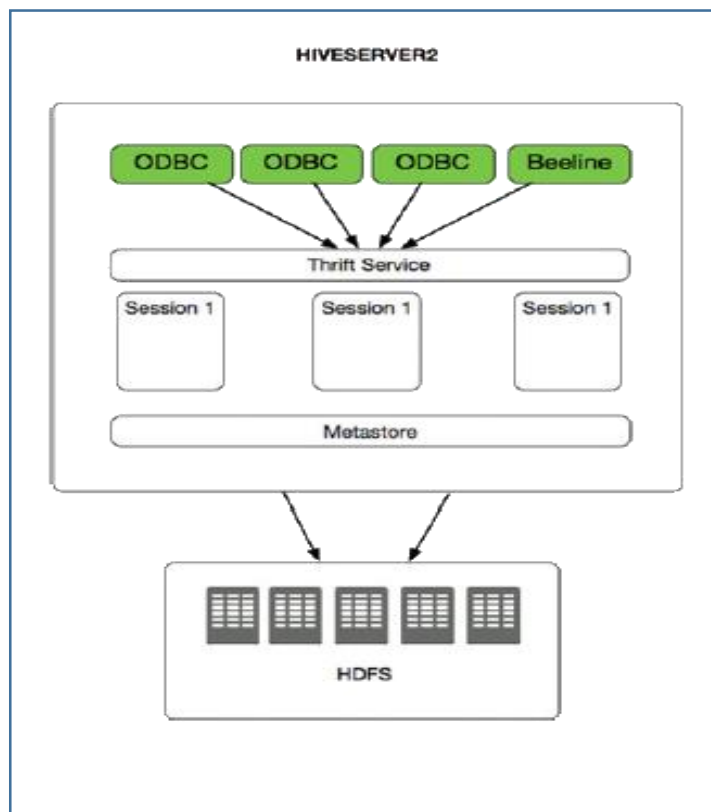 HIVESERVER2
ODBC ODBC ODBC Beeline
Thrift Service
Session 1 Session 1 Session 1
Metastore
HDFS